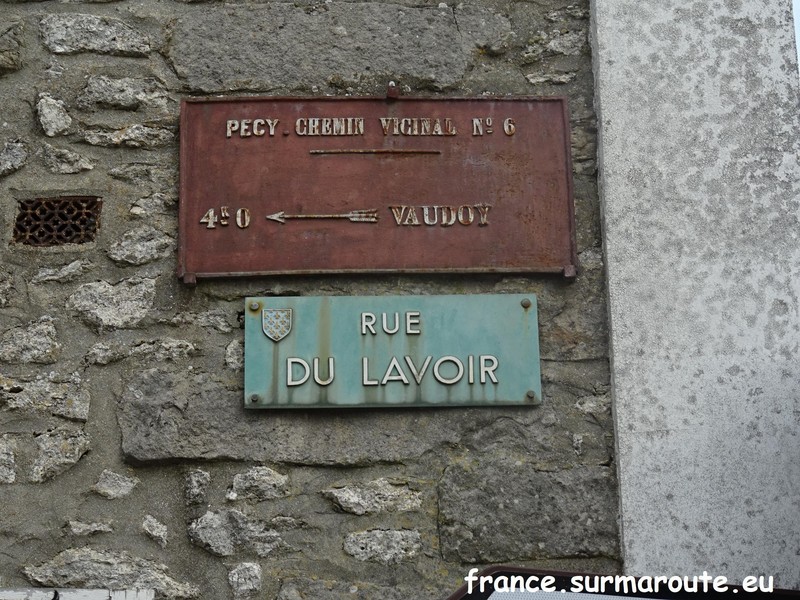 PECY . CHEMIN VICINAL Nº 6
4ᴷ0 ← VAUDOY
RUE
DU LAVOIR
france.surmaroute.eu